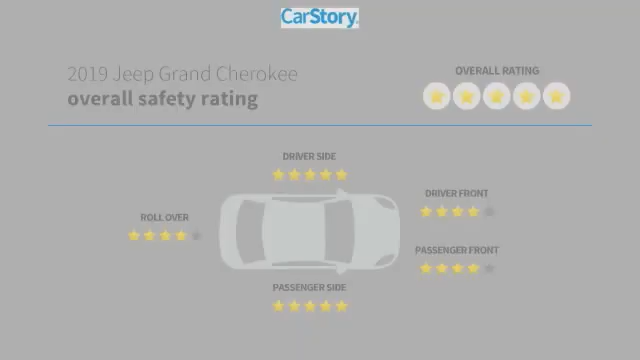 CarStory.
2019 Jeep Grand Cherokee
overall safety rating
OVERALL RATING
DRIVER SIDE
DRIVER FRONT
ROLL OVER
PASSENGER FRONT
PASSENGER SIDE